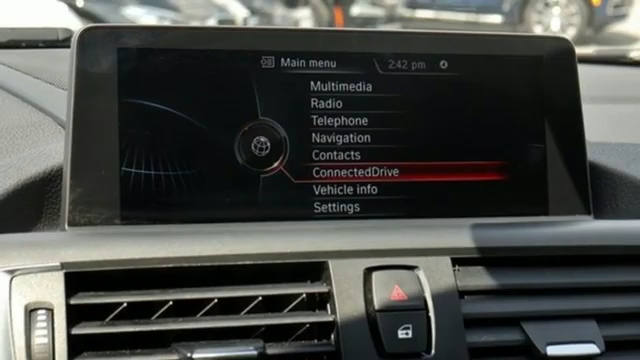 Main menu 2:42 pm
Multimedia
Radio
Telephone
Navigation
Contacts
ConnectedDrive
Vehicle info
Settings